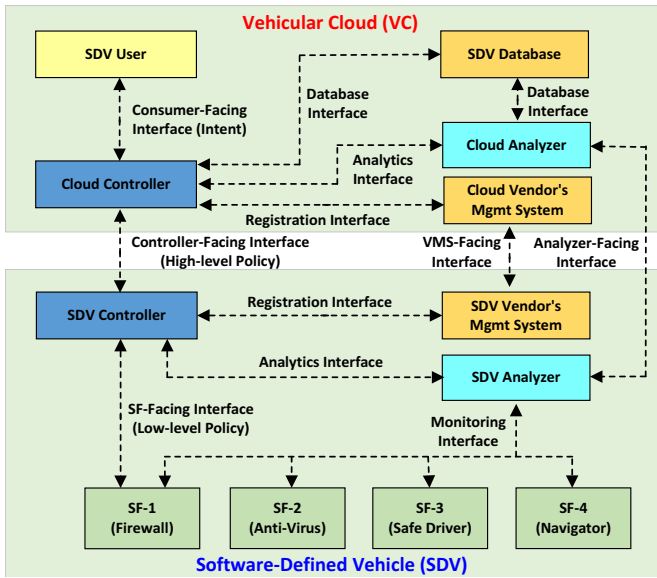 Vehicular Cloud (VC)
SDV User
SDV Database
Consumer-Facing
Interface (Intent)
Database
Interface
Database
Interface
Cloud Controller
Analytics
Interface
Cloud Analyzer
Registration Interface
Cloud Vendor's
Mgmt System
Controller-Facing Interface
(High-level Policy)
VMS-Facing
Interface
Analyzer-Facing
Interface
SDV Controller
Registration Interface
SDV Vendor's
Mgmt System
Analytics Interface
SDV Analyzer
SF-Facing Interface
(Low-level Policy)
Monitoring
Interface
SF-1
(Firewall)
SF-2
(Anti-Virus)
SF-3
(Safe Driver)
SF-4
(Navigator)
Software-Defined Vehicle (SDV)